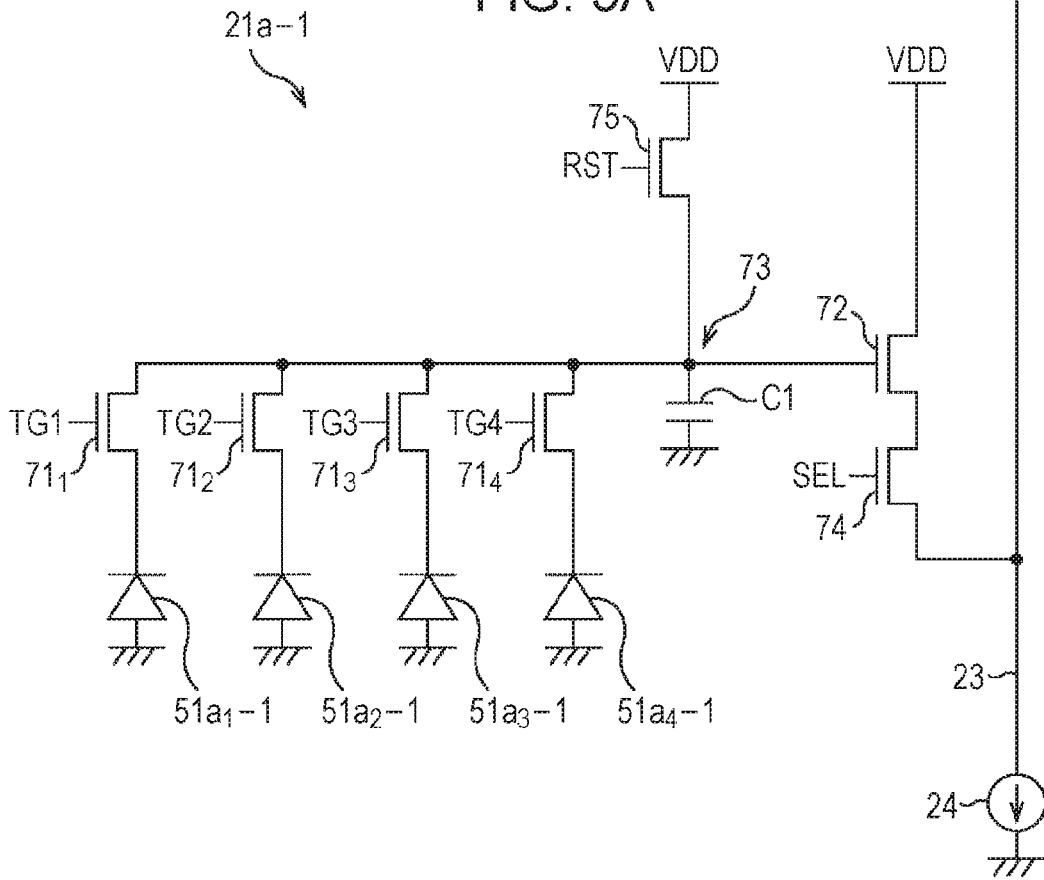 FIG.
21a-1
VDD
VDD
75
RST
73
72
C1
TG1
TG2
TG3
TG4
71₁
71₂
71₃
71₄
SEL
74
51a₁-1
51a₂-1
51a₃-1
51a₄-1
23
24